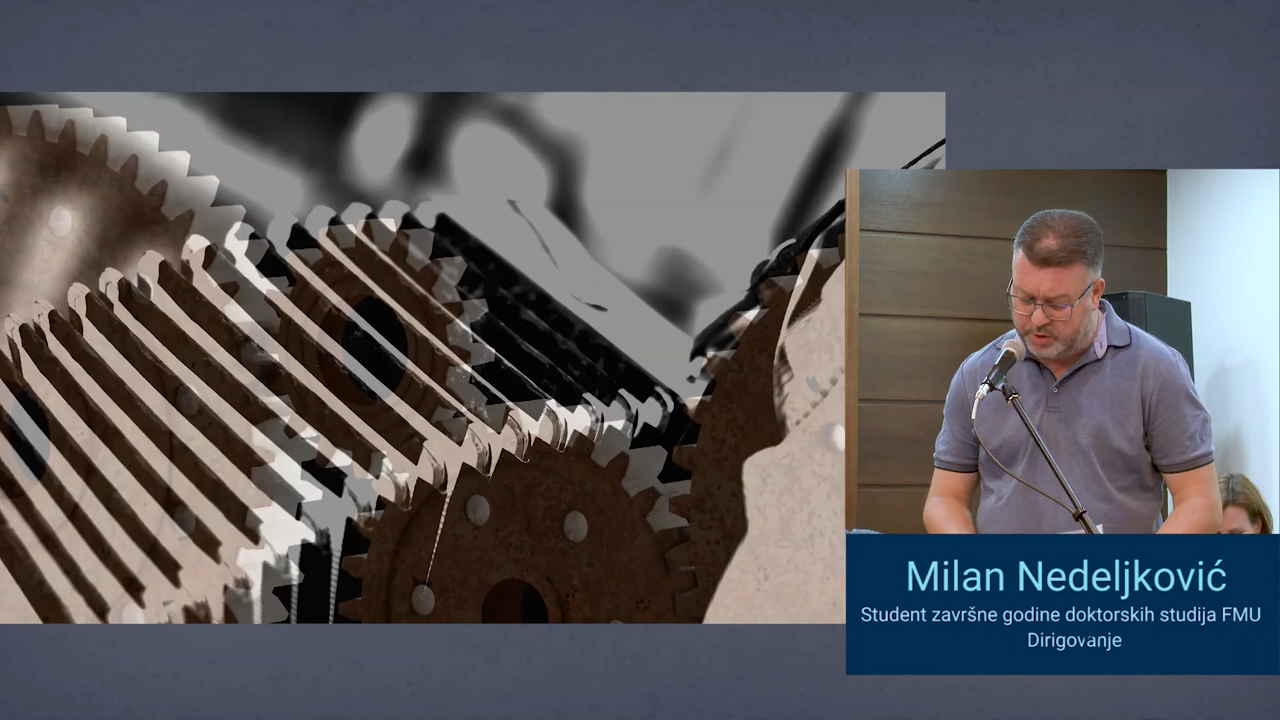 Milan Nedeljković
Student završne godine doktorskih studija FMU
Dirigovanje